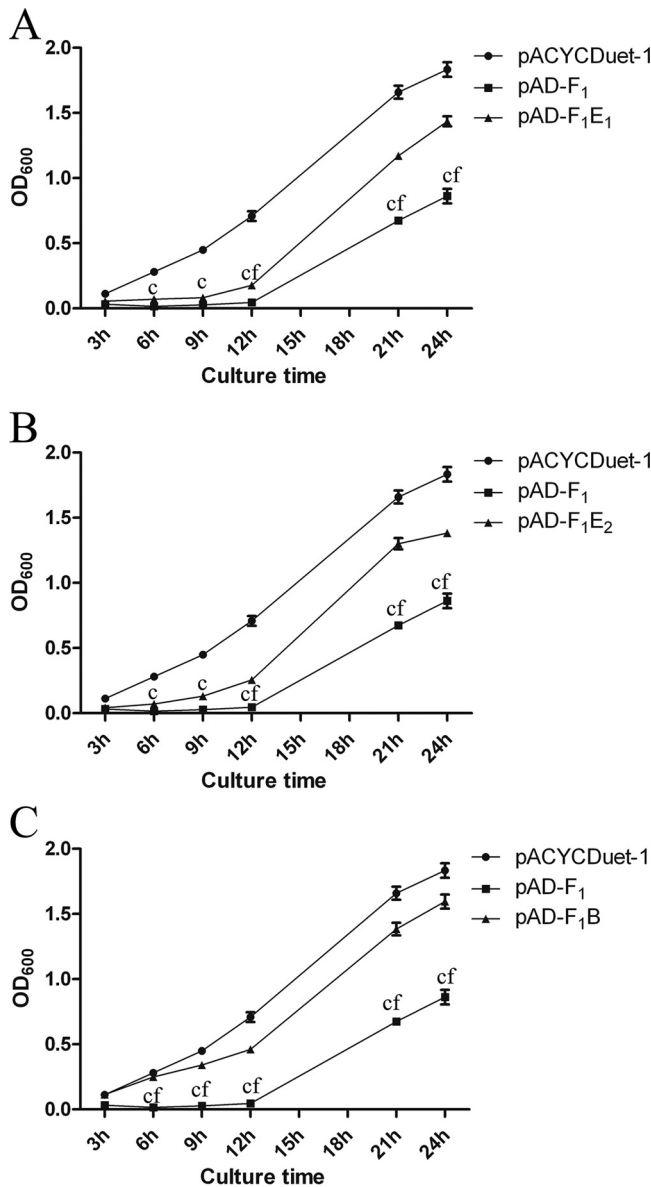 A
2.0
1.5
1.0
0.5
0.0
OD600
c c cf cf cf
3h 6h 9h 12h 15h 18h 21h 24h
Culture time
pACYCDuet-1
pAD-F1
pAD-F1E1
B
2.0
1.5
1.0
0.5
0.0
OD600
c c cf cf cf
3h 6h 9h 12h 15h 18h 21h 24h
Culture time
pACYCDuet-1
pAD-F1
pAD-F1E2
C
2.0
1.5
1.0
0.5
0.0
OD600
cf cf cf cf cf
3h 6h 9h 12h 15h 18h 21h 24h
Culture time
pACYCDuet-1
pAD-F1
pAD-F1B